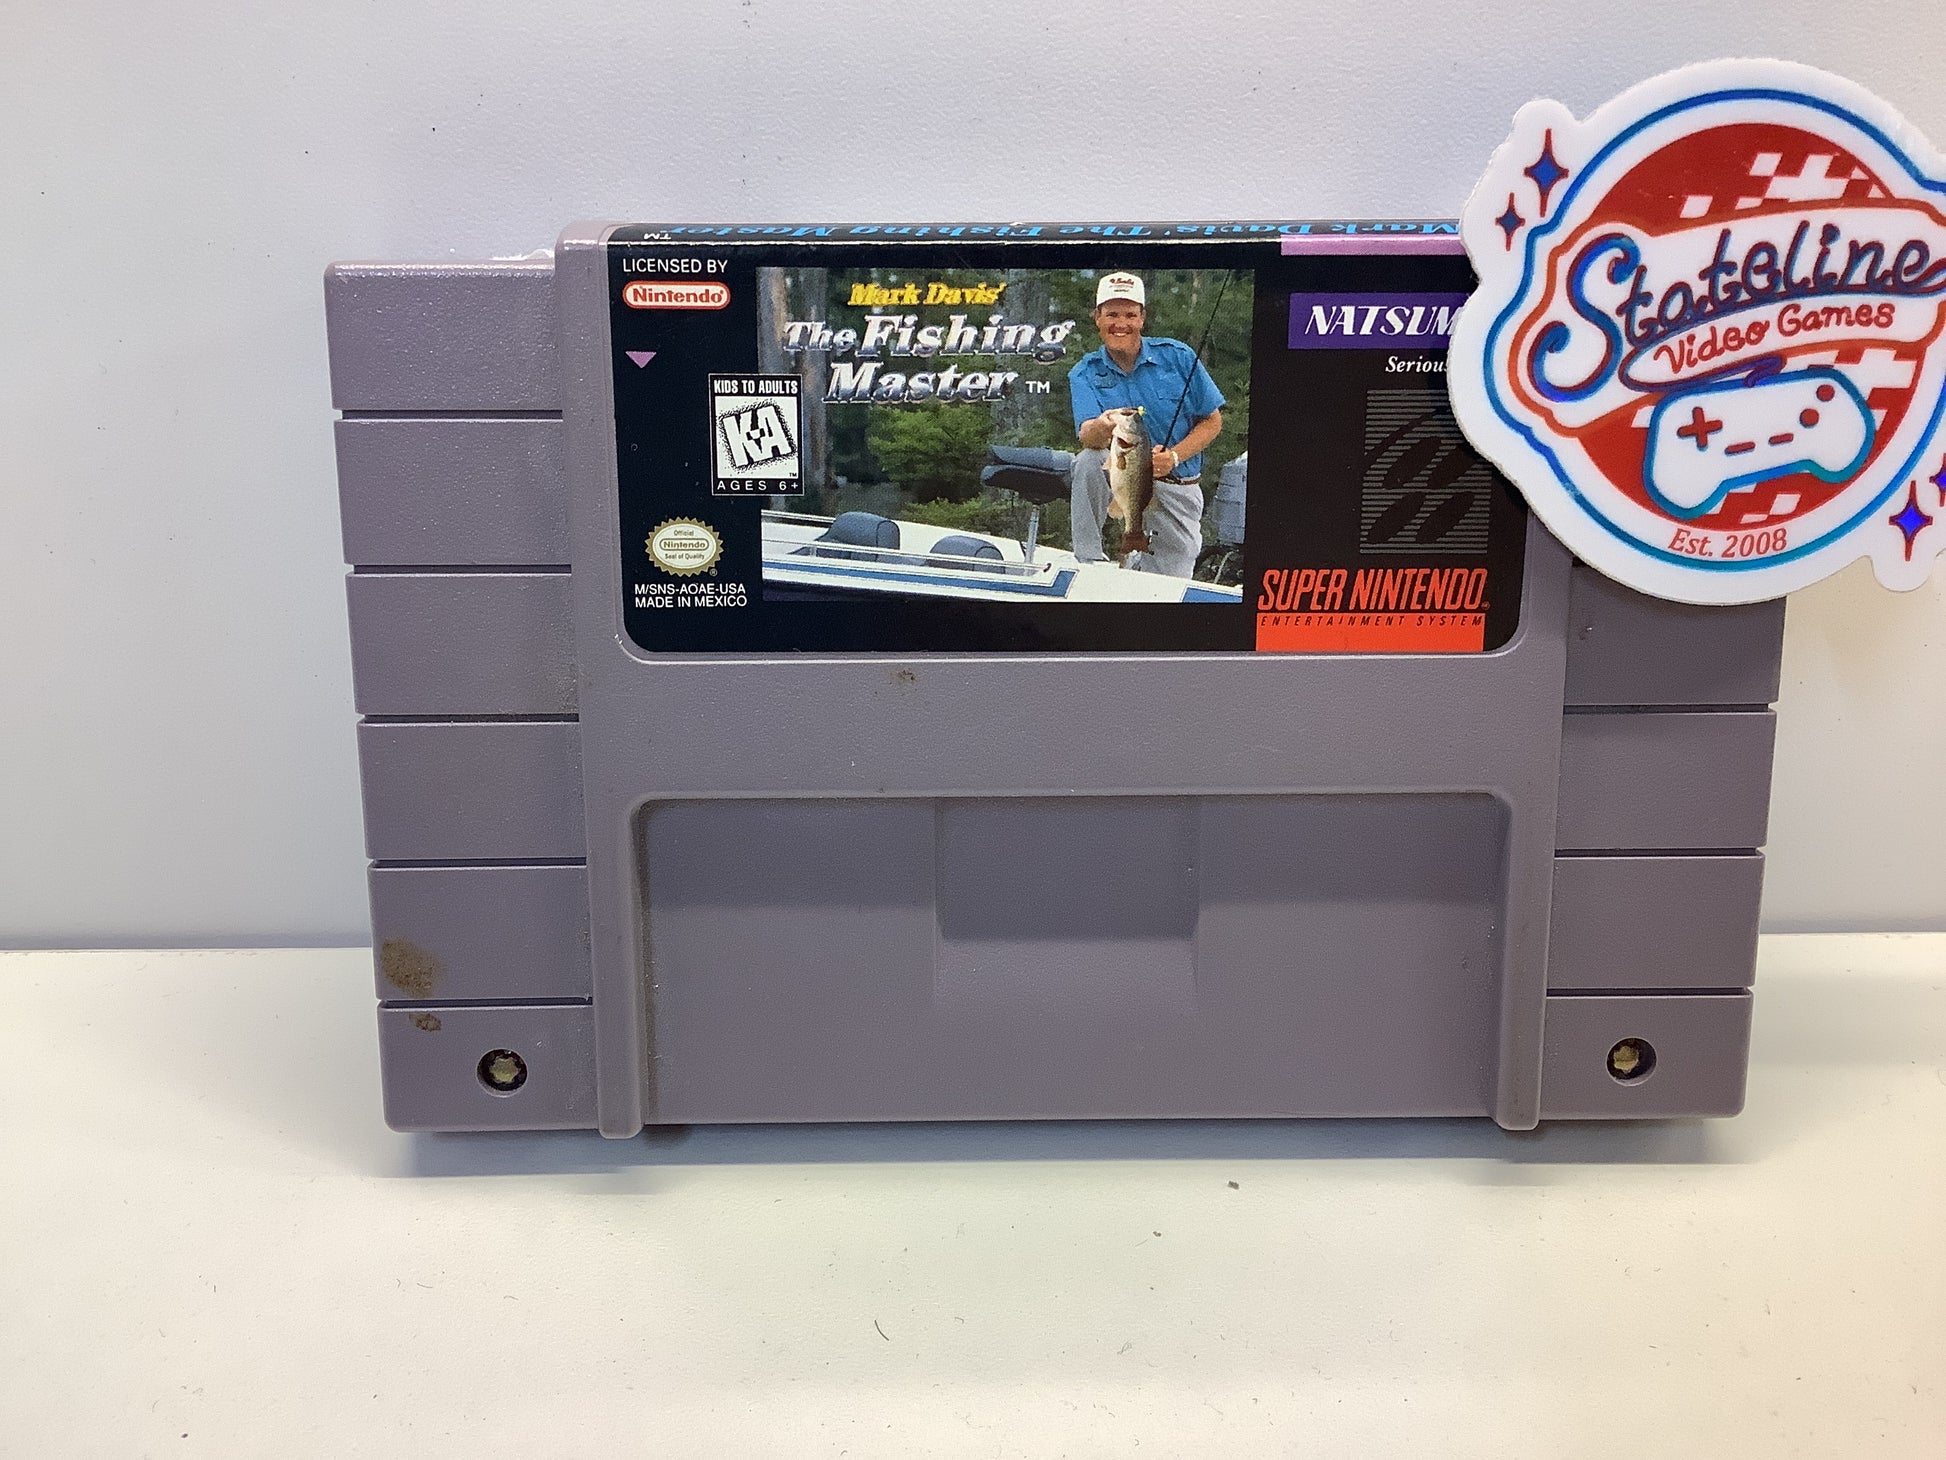 Mark Davis' The Fishing Master TM
LICENSED BY
Nintendo
Mark Davis'
The Fishing
Master TM
KIDS TO ADULTS
K-A
TM
AGES 6+
Official
Nintendo
Seal of Quality
®
M/SNS-AOAE-USA
MADE IN MEXICO
NATSUM
Seriou
SUPER NINTENDO
ENTERTAINMENT SYSTEM
Stateline
Video Games
Est. 2008